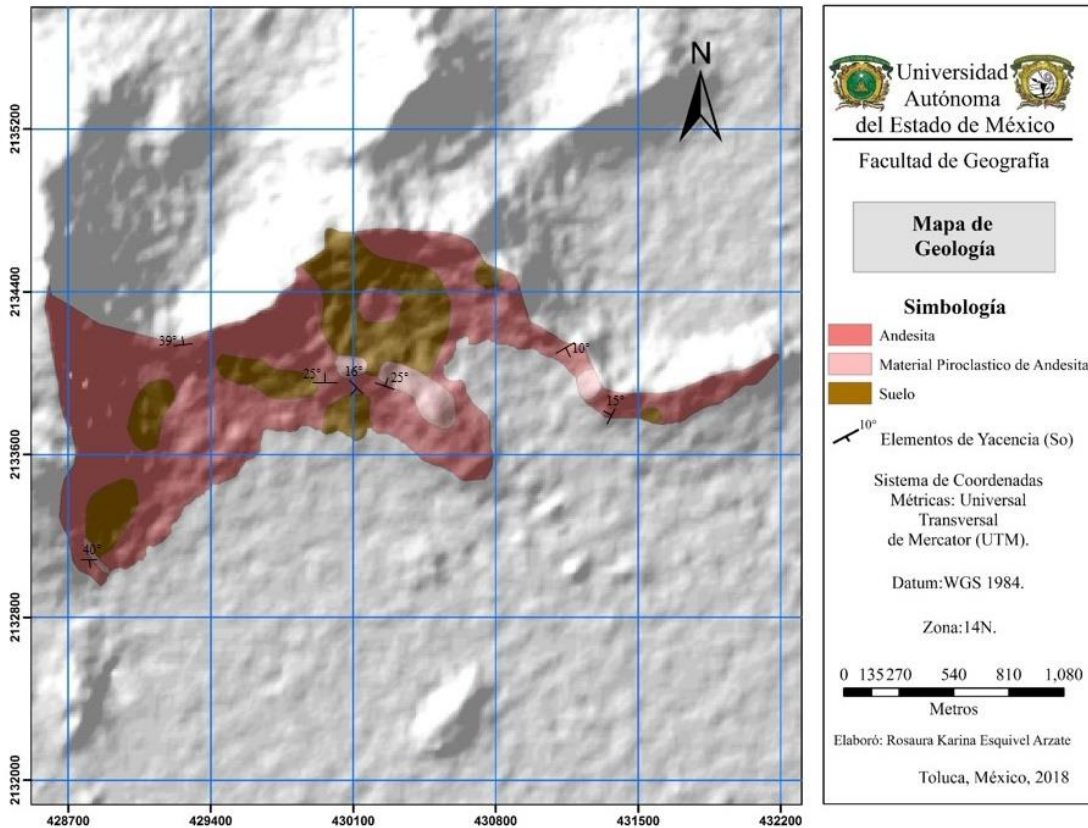 N
2135200
2134400
2133600
2132800
2132000
39°
25°
16°
25°
10°
15°
40°
428700 429400 430100 430800 431500 432200
Universidad
Autónoma
del Estado de México
Facultad de Geografía
Mapa de
Geología
Simbología
Andesita
Material Piroclastico de Andesita
Suelo
10° Elementos de Yacencia (So)
Sistema de Coordenadas
Métricas: Universal
Transversal
de Mercator (UTM).
Datum:WGS 1984.
Zona:14N.
0 135 270 540 810 1,080
Metros
Elaboró: Rosaura Karina Esquivel Arzate
Toluca, México, 2018